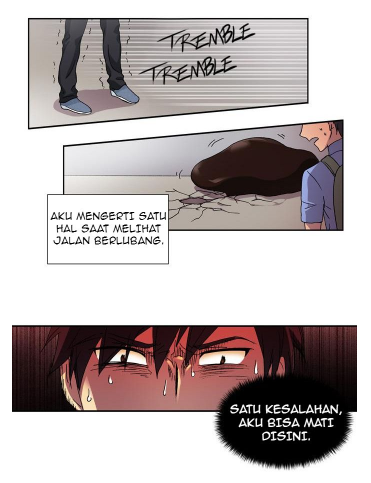 TREMBLE
TREMBLE
AKU MENGERTI SATU
HAL SAAT MELIHAT
JALAN BERLUBANG.
SATU KESALAHAN,
AKU BISA MATI
DISINI.